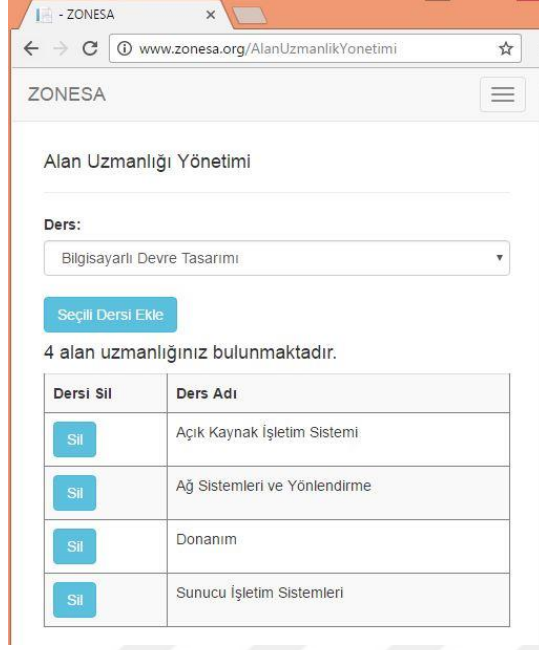 - ZONESA
www.zonesa.org/AlanUzmanlikYonetimi
ZONESA
Alan Uzmanlığı Yönetimi
Ders:
Bilgisayarlı Devre Tasarımı
Seçili Dersi Ekle
4 alan uzmanlığınız bulunmaktadır.
Dersi Sil Ders Adı
Sil Açık Kaynak İşletim Sistemi
Sil Ağ Sistemleri ve Yönlendirme
Sil Donanım
Sil Sunucu İşletim Sistemleri